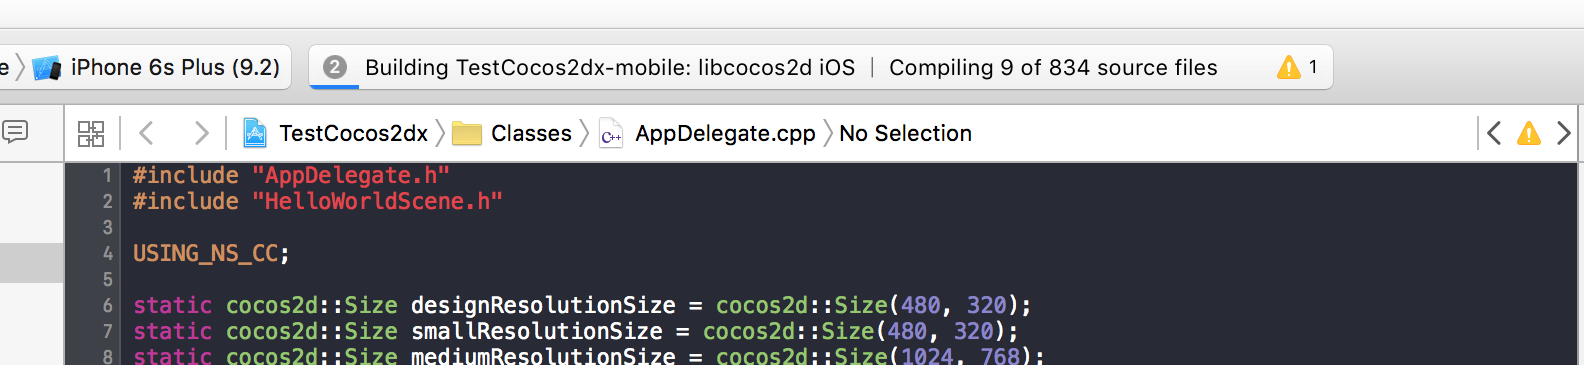 e iPhone 6s Plus (9.2) 2 Building TestCocos2dx-mobile: libcocos2d iOS | Compiling 9 of 834 source files 1
TestCocos2dx Classes C++ AppDelegate.cpp No Selection
1 #include "AppDelegate.h"
2 #include "HelloWorldScene.h"
3
4 USING_NS_CC;
5
6 static cocos2d::Size designResolutionSize = cocos2d::Size(480, 320);
7 static cocos2d::Size smallResolutionSize = cocos2d::Size(480, 320);
8 static cocos2d::Size mediumResolutionSize = cocos2d::Size(1024, 768);